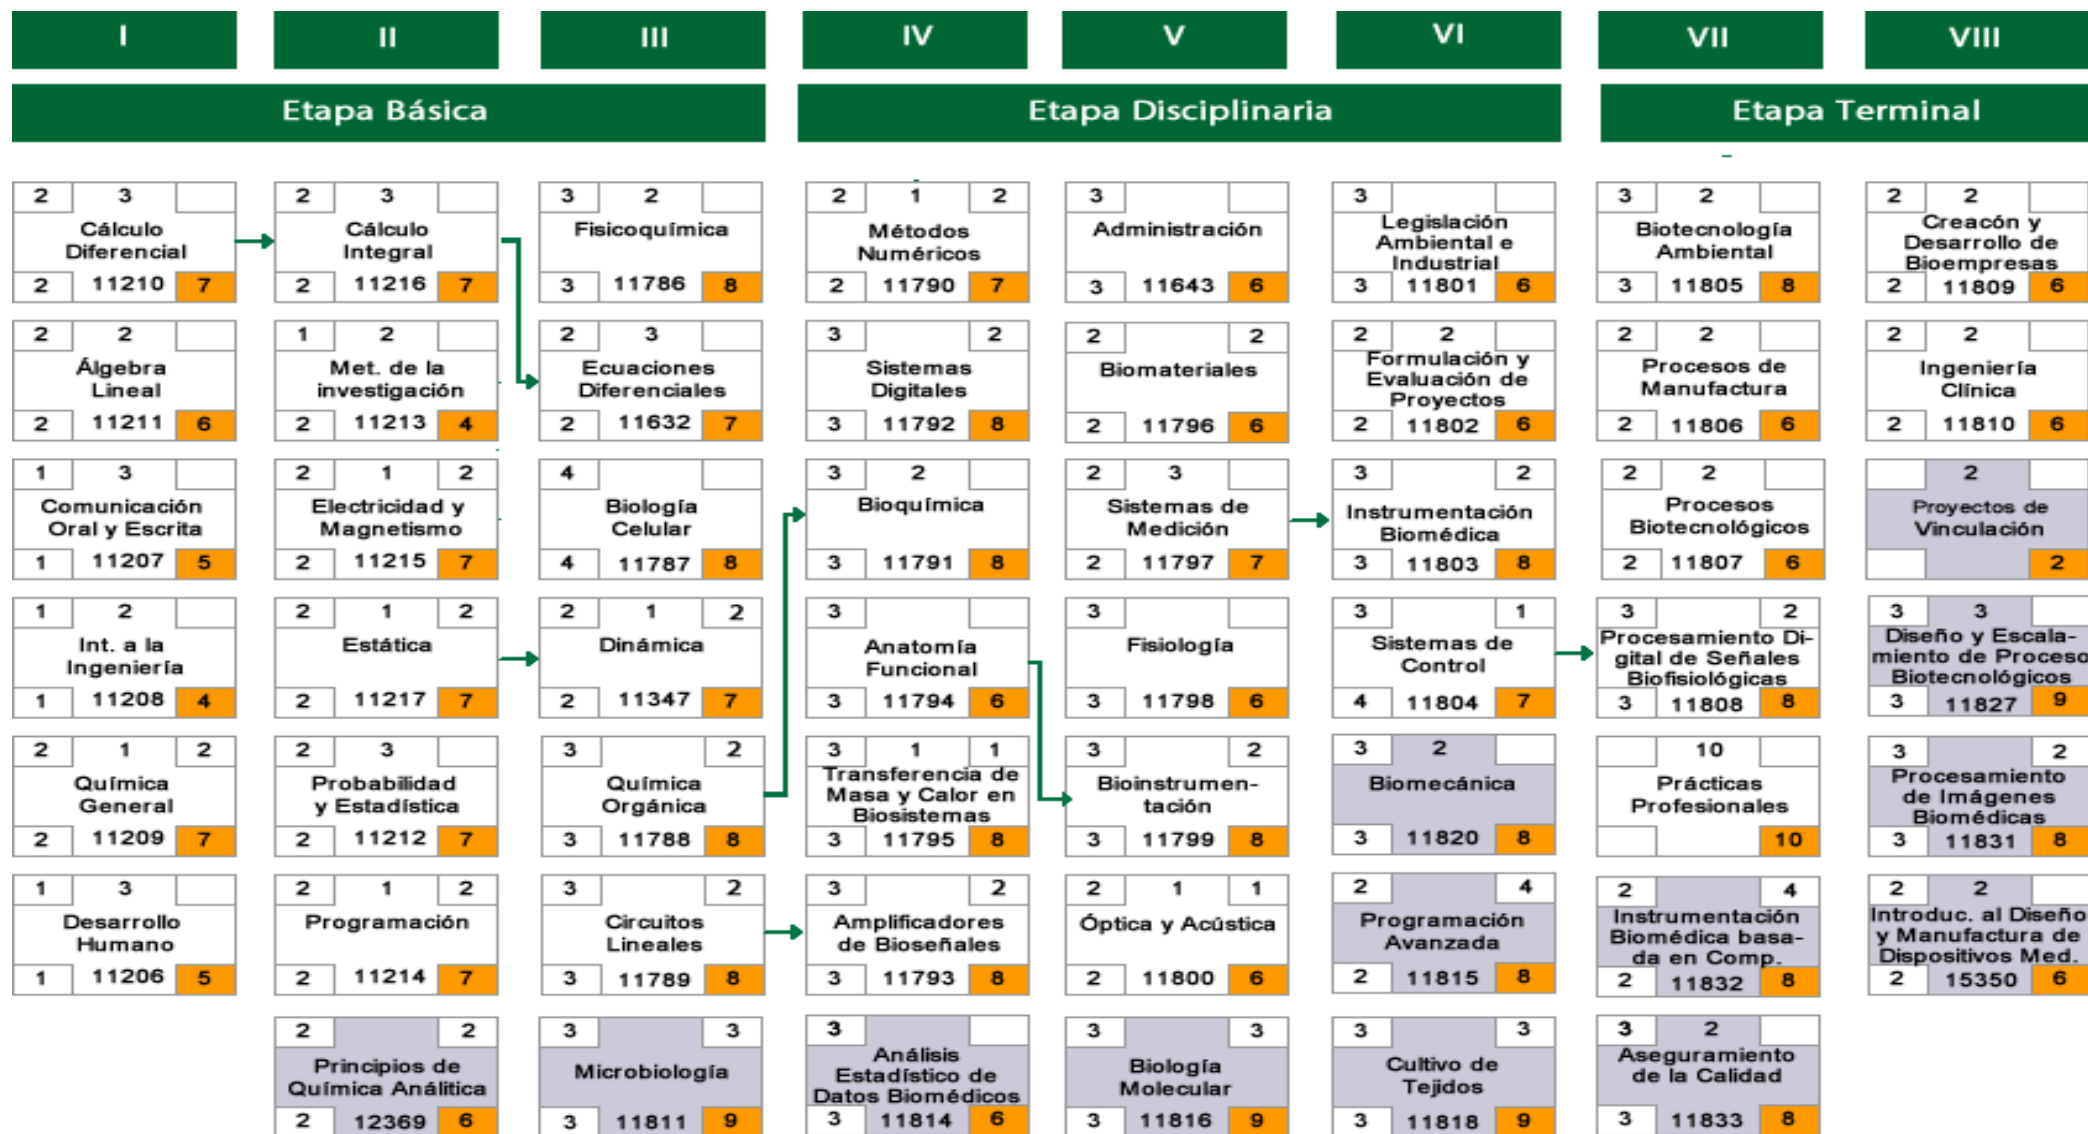 I II III IV V VI VII VIII
Etapa Básica Etapa Disciplinaria Etapa Terminal
2 3
Cálculo
Diferencial
2 11210 7
2 2
Álgebra
Lineal
2 11211 6
1 3
Comunicación
Oral y Escrita
1 11207 5
1 2
Int. a la
Ingeniería
1 11208 4
2 1 2
Química
General
2 11209 7
1 3
Desarrollo
Humano
1 11206 5
2 3
Cálculo
Integral
2 11216 7
1 2
Met. de la
investigación
2 11213 4
2 1 2
Electricidad y
Magnetismo
2 11215 7
2 1 2
Estática
2 11217 7
2 3
Probabilidad
y Estadística
2 11212 7
2 1 2
Programación
2 11214 7
2 2
Principios de
Química Análitica
2 12369 6
3 2
Fisicoquímica
3 11786 8
2 3
Ecuaciones
Diferenciales
2 11632 7
4
Biología
Celular
4 11787 8
2 1 2
Dinámica
2 11347 7
3 2
Química
Orgánica
3 11788 8
3 2
Circuitos
Lineales
3 11789 8
3 3
Microbiología
3 11811 9
2 1 2
Métodos
Numéricos
2 11790 7
3 2
Sistemas
Digitales
3 11792 8
3 2
Bioquímica
3 11791 8
3
Anatomía
Funcional
3 11794 6
3 1 1
Transferencia de
Masa y Calor en
Biosistemas
3 11795 8
3 2
Amplificadores
de Bioseñales
3 11793 8
3
Análisis
Estadístico de
Datos Biomédicos
3 11814 6
3
Administración
3 11643 6
2 2
Biomateriales
2 11796 6
2 3
Sistemas de
Medición
2 11797 7
3
Fisiología
3 11798 6
3 2
Bioinstrumen-
tación
3 11799 8
2 1 1
Óptica y Acústica
2 11800 6
3 3
Biología
Molecular
3 11816 9
3
Legislación
Ambiental e
Industrial
3 11801 6
2 2
Formulación y
Evaluación de
Proyectos
2 11802 6
3 2
Instrumentación
Biomédica
3 11803 8
3 1
Sistemas de
Control
4 11804 7
3 2
Biomecánica
3 11820 8
2 4
Programación
Avanzada
2 11815 8
3 3
Cultivo de
Tejidos
3 11818 9
3 2
Biotecnología
Ambiental
3 11805 8
2 2
Procesos de
Manufactura
2 11806 6
2 2
Procesos
Biotecnológicos
2 11807 6
3 2
Procesamiento Di-
gital de Señales
Biofisiológicas
3 11808 8
10
Prácticas
Profesionales
10
2 4
Instrumentación
Biomédica basa-
da en Comp.
2 11832 8
3 2
Aseguramiento
de la Calidad
3 11833 8
2 2
Creacón y
Desarrollo de
Bioempresas
2 11809 6
2 2
Ingeniería
Clínica
2 11810 6
2
Proyectos de
Vinculación
2
3 3
Diseño y Escala-
miento de Proceso
Biotecnológicos
3 11827 9
3 2
Procesamiento
de Imágenes
Biomédicas
3 11831 8
2 2
Introduc. al Diseño
y Manufactura de
Dispositivos Med.
2 15350 6